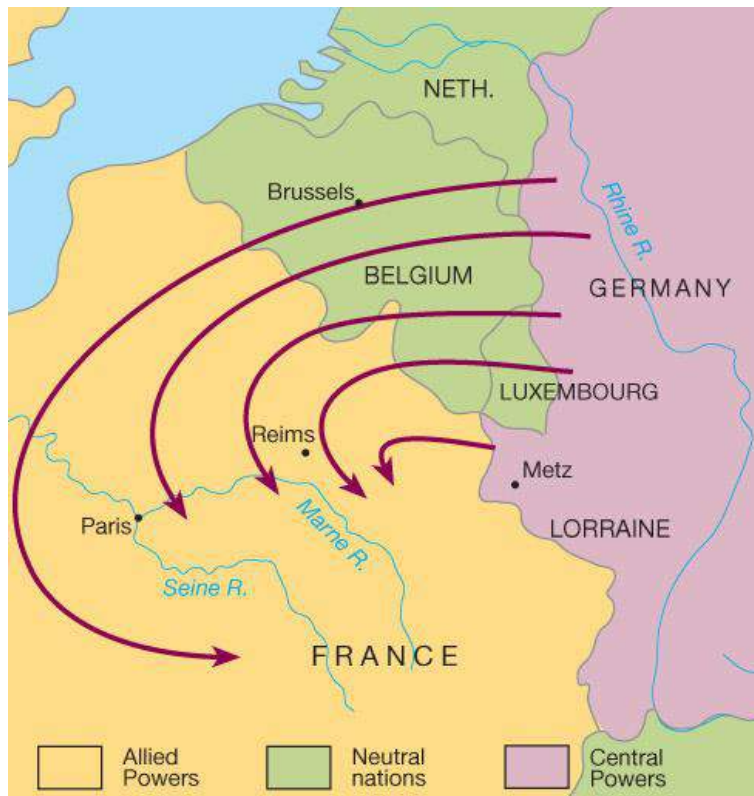 NETH.
Brussels
Rhine R.
BELGIUM
GERMANY
LUXEMBOURG
Reims
Metz
Paris
Marne R.
LORRAINE
Seine R.
FRANCE
Allied
Powers
Neutral
nations
Central
Powers